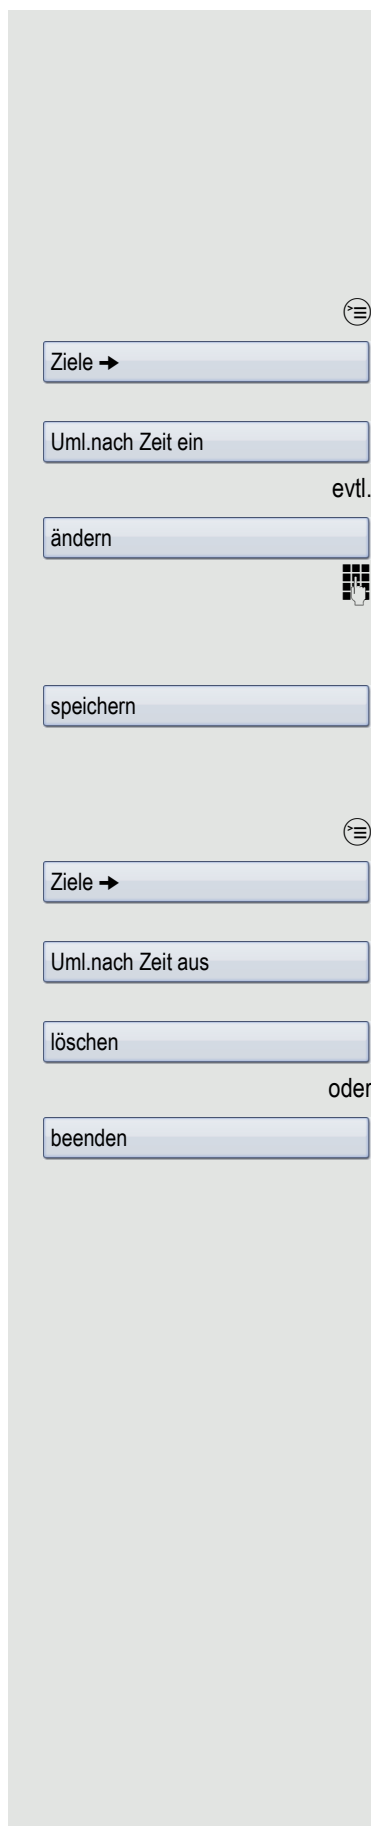 Ziele ➔
Uml.nach Zeit ein
evtl.
ändern
speichern
Ziele ➔
Uml.nach Zeit aus
löschen
oder
beenden